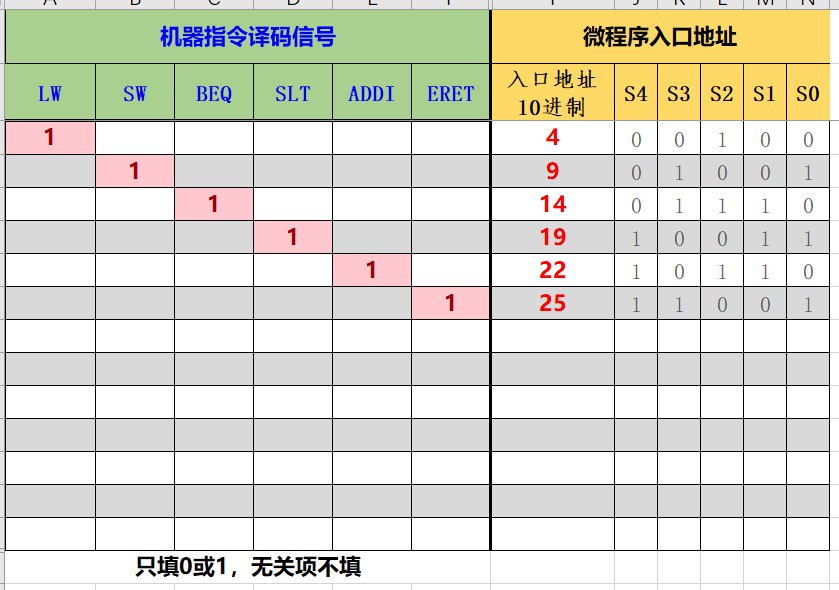 机器指令译码信号 微程序入口地址
LW SW BEQ SLT ADDI ERET 入口地址 10进制 S4 S3 S2 S1 S0
1 4 0 0 1 0 0
1 9 0 1 0 0 1
1 14 0 1 1 1 0
1 19 1 0 0 1 1
1 22 1 0 1 1 0
1 25 1 1 0 0 1
只填0或1，无关项不填